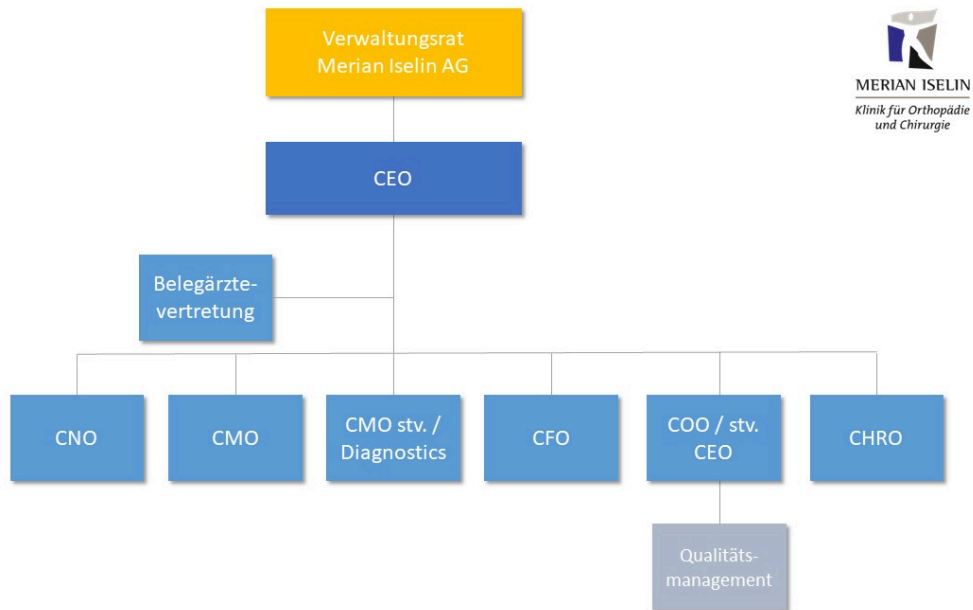 Verwaltungsrat
Merian Iselin AG
MERIAN ISELIN
Klinik für Orthopädie
und Chirurgie
CEO
Belegärzte-
vertretung
CNO
CMO
CMO stv. /
Diagnostics
CFO
COO / stv.
CEO
CHRO
Qualitäts-
management